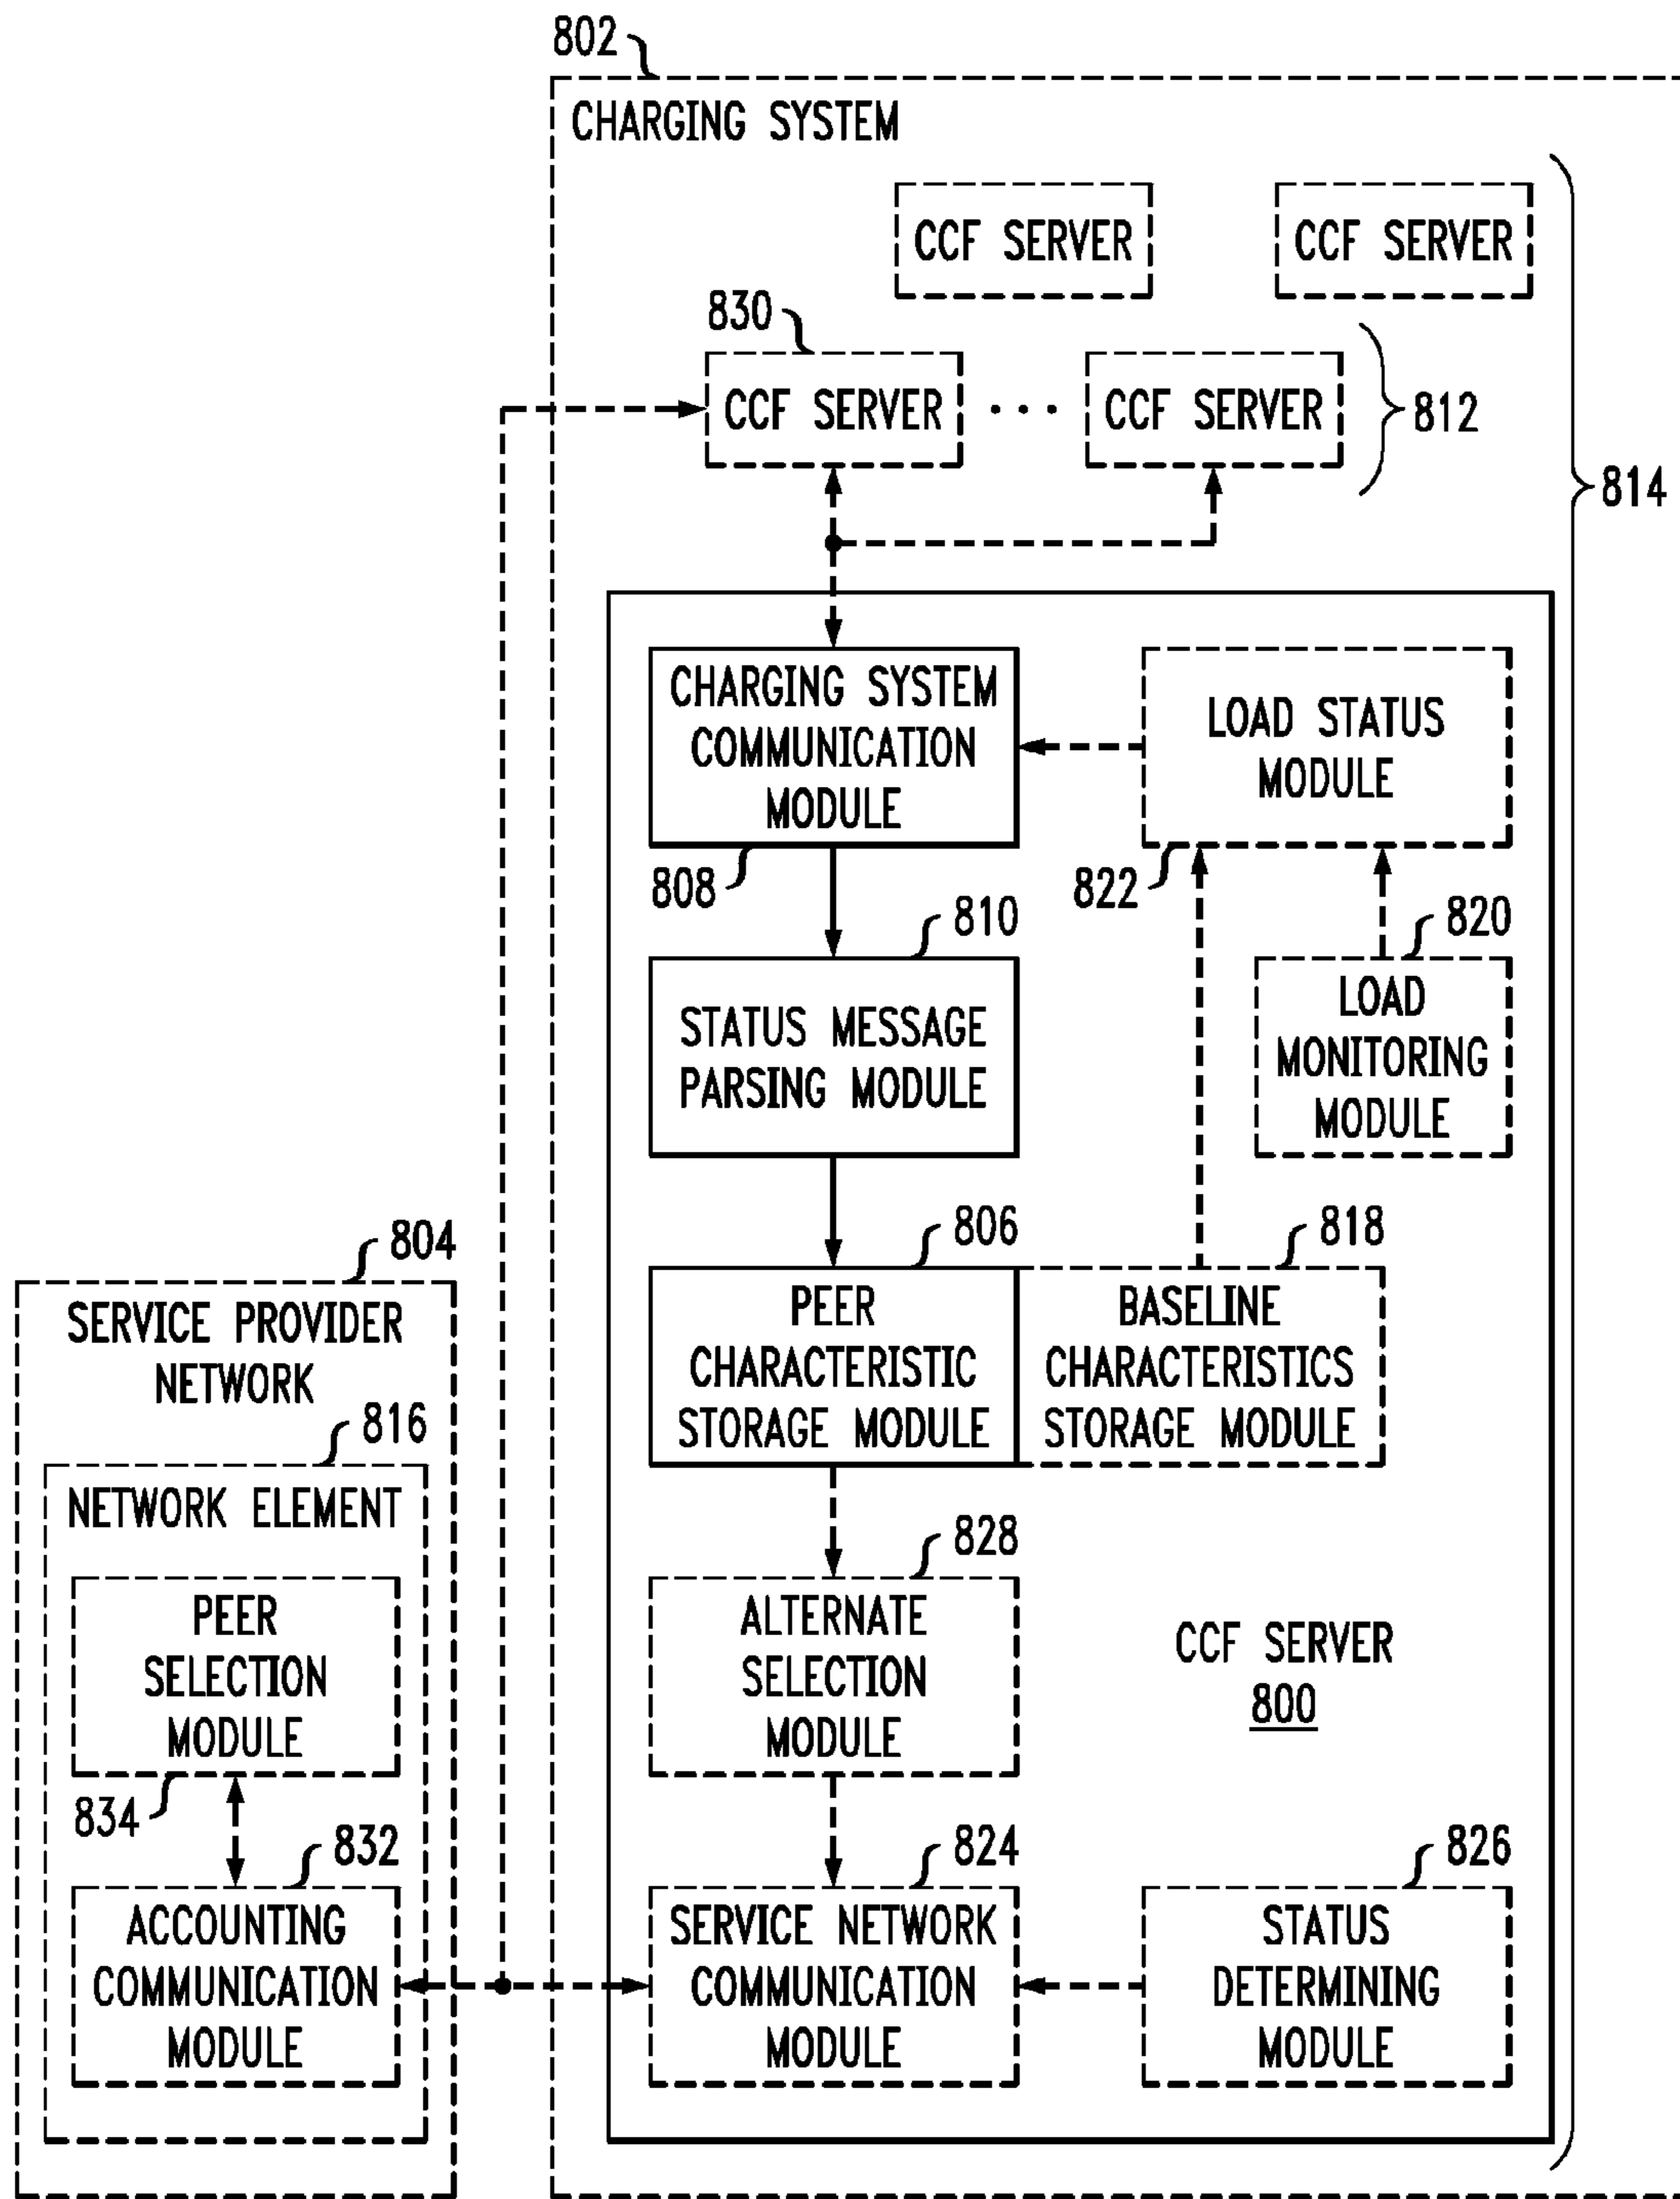 802
CHARGING SYSTEM
CCF SERVER
CCF SERVER
830
CCF SERVER
. . .
CCF SERVER
812
814
CHARGING SYSTEM
COMMUNICATION
MODULE
808
LOAD STATUS
MODULE
822
810
STATUS MESSAGE
PARSING MODULE
820
LOAD
MONITORING
MODULE
806
PEER
CHARACTERISTIC
STORAGE MODULE
818
BASELINE
CHARACTERISTICS
STORAGE MODULE
804
SERVICE PROVIDER
NETWORK
816
NETWORK ELEMENT
PEER
SELECTION
MODULE
834
832
ACCOUNTING
COMMUNICATION
MODULE
828
ALTERNATE
SELECTION
MODULE
CCF SERVER
800
824
SERVICE NETWORK
COMMUNICATION
MODULE
826
STATUS
DETERMINING
MODULE